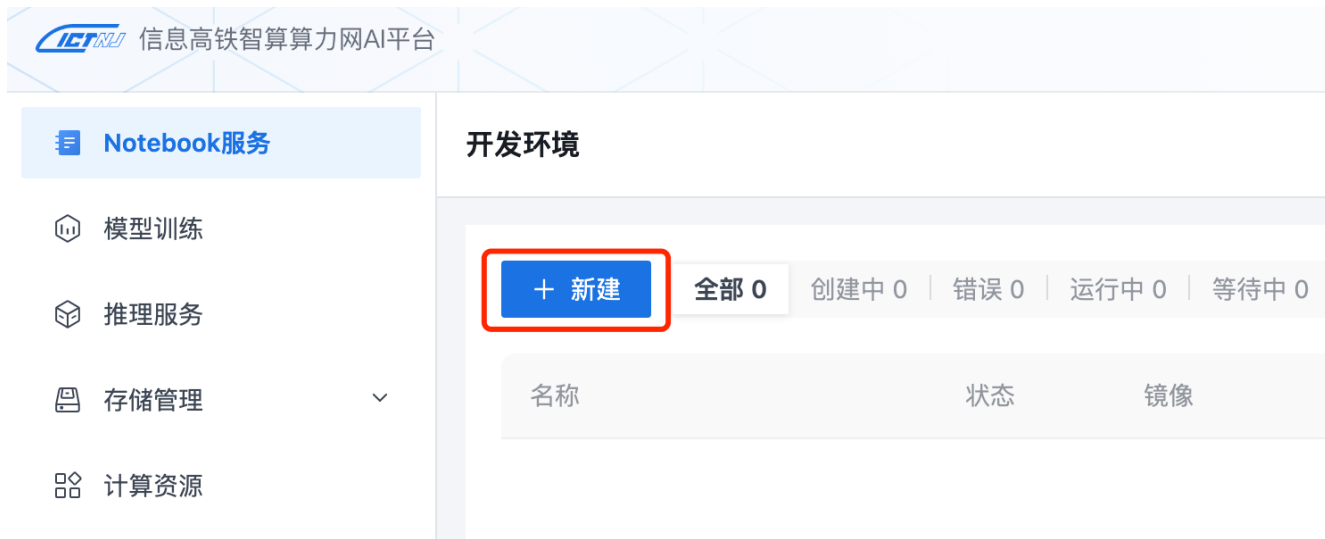 ICTNJ 信息高铁智算算力网AI平台
Notebook服务
开发环境
模型训练
＋ 新建 全部 0 创建中 0 错误 0 运行中 0 等待中 0
推理服务
名称 状态 镜像
存储管理
计算资源